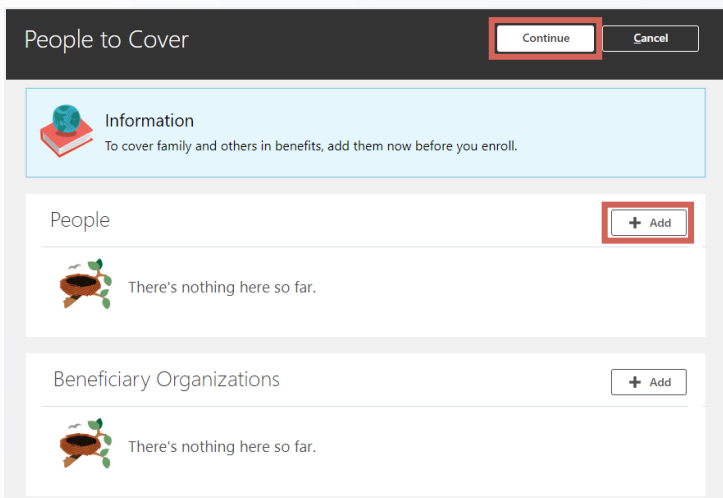 People to Cover
Continue
Cancel
Information
To cover family and others in benefits, add them now before you enroll.
People
+ Add
There's nothing here so far.
Beneficiary Organizations
+ Add
There's nothing here so far.